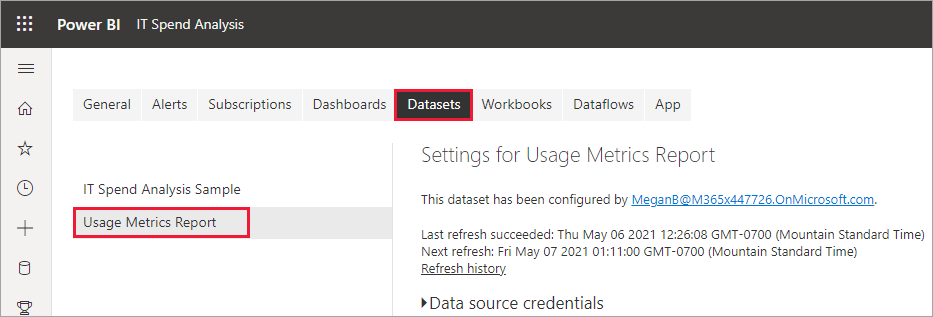 Power BI IT Spend Analysis
General Alerts Subscriptions Dashboards Datasets Workbooks Dataflows App
Settings for Usage Metrics Report
IT Spend Analysis Sample
Usage Metrics Report
This dataset has been configured by MeganB@M365x447726.OnMicrosoft.com.
Last refresh succeeded: Thu May 06 2021 12:26:08 GMT-0700 (Mountain Standard Time)
Next refresh: Fri May 07 2021 01:11:00 GMT-0700 (Mountain Standard Time)
Refresh history
Data source credentials